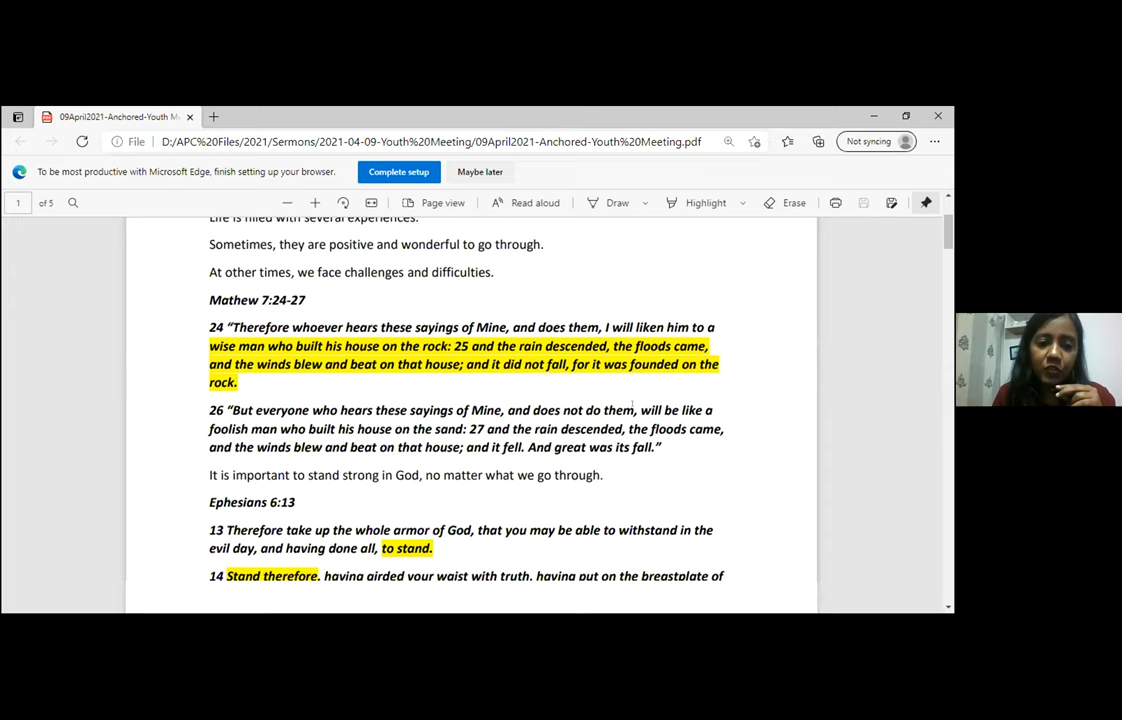 09April2021-Anchored-Youth M
File
D:/APC%20Files/2021/Sermons/2021-04-09-Youth%20Meeting/09April2021-Anchored-Youth%20Meeting.pdf
Not syncing
To be most productive with Microsoft Edge, finish setting up your browser.
Complete setup
Maybe later
1 of 5
Page view
Read aloud
Draw
Highlight
Erase
Life is filled with several experiences.
Sometimes, they are positive and wonderful to go through.
At other times, we face challenges and difficulties.
Mathew 7:24-27
24 “Therefore whoever hears these sayings of Mine, and does them, I will liken him to a
wise man who built his house on the rock: 25 and the rain descended, the floods came,
and the winds blew and beat on that house; and it did not fall, for it was founded on the
rock.
26 “But everyone who hears these sayings of Mine, and does not do them, will be like a
foolish man who built his house on the sand: 27 and the rain descended, the floods came,
and the winds blew and beat on that house; and it fell. And great was its fall.”
It is important to stand strong in God, no matter what we go through.
Ephesians 6:13
13 Therefore take up the whole armor of God, that you may be able to withstand in the
evil day, and having done all, to stand.
14 Stand therefore, having girded your waist with truth, having put on the breastplate of